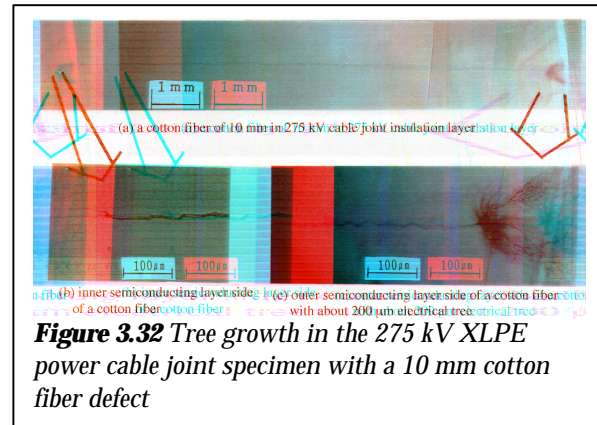 1 mm 1 mm
(a) a cotton fiber of 10 mm in 275 kV cable joint insulation layer
100μm 100μm 100μm 100μm
(b) inner semiconducting layer side
of a cotton fiber
(c) outer semiconducting layer side of a cotton fiber
with about 200 μm electrical tree
Figure 3.32 Tree growth in the 275 kV XLPE
power cable joint specimen with a 10 mm cotton
fiber defect